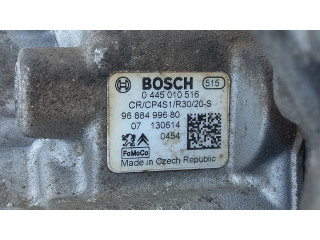 BOSCH 515
0 445 010 516
CR/CP4S1/R30/20-S
96 884 996 80
07 130614
0454
FoMoCo
Made in Czech Republic